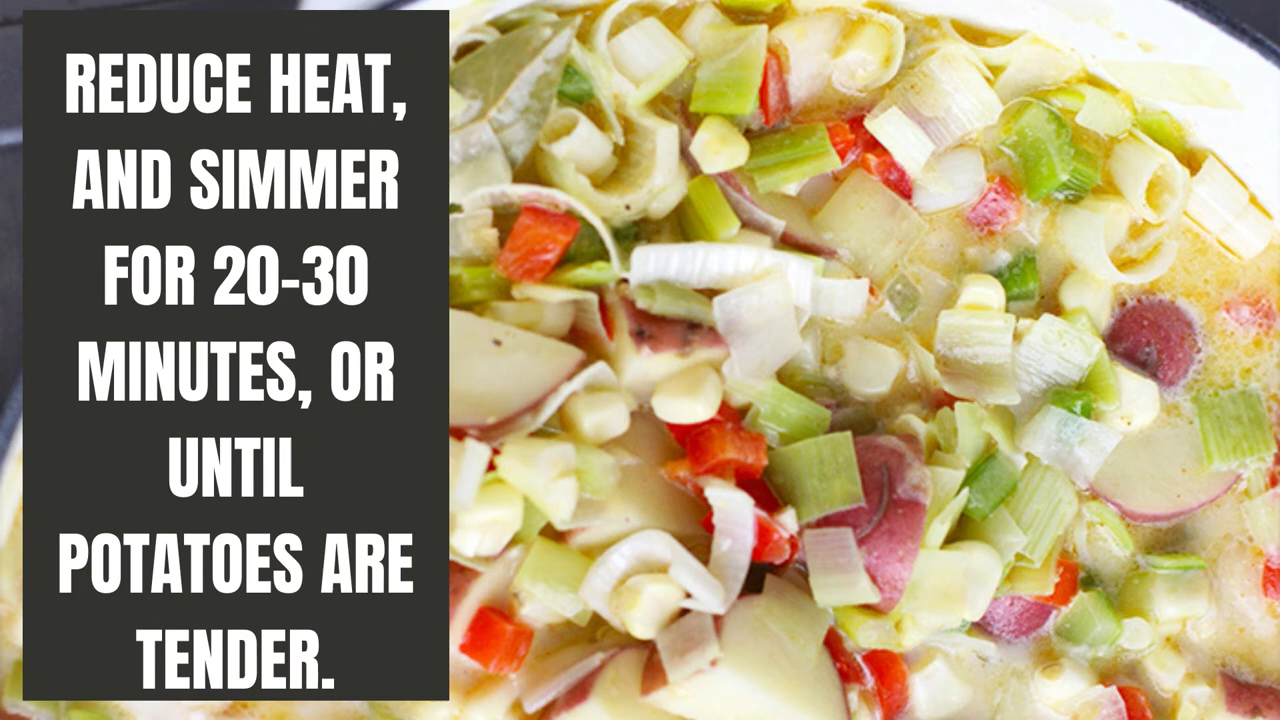 REDUCE HEAT,
AND SIMMER
FOR 20-30
MINUTES, OR
UNTIL
POTATOES ARE
TENDER.